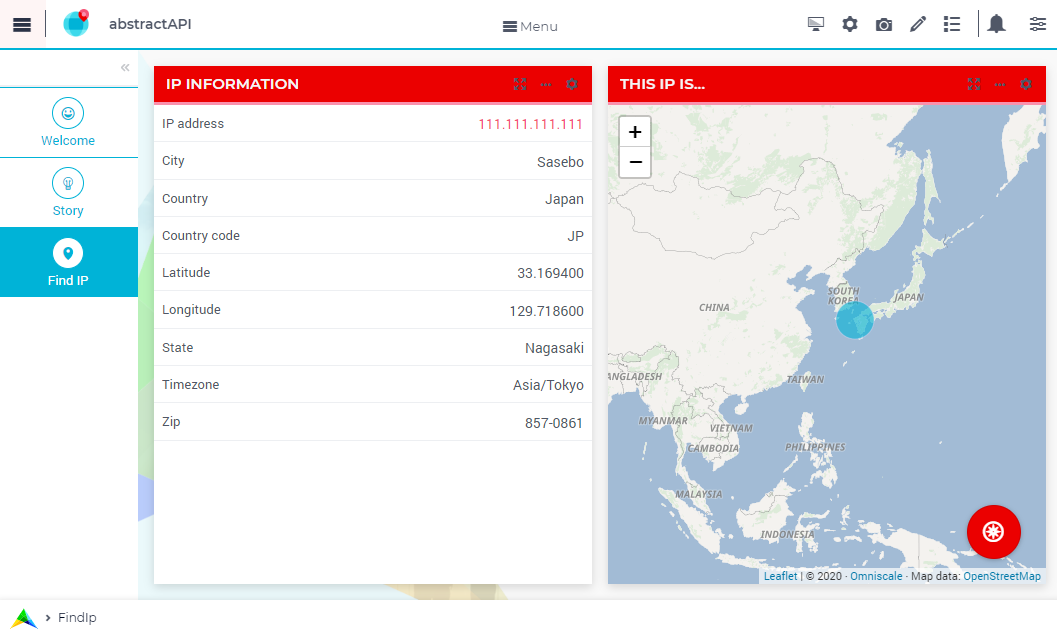 abstractAPI
Menu
«
Welcome
Story
Find IP
IP INFORMATION
IP address 111.111.111.111
City Sasebo
Country Japan
Country code JP
Latitude 33.169400
Longitude 129.718600
State Nagasaki
Timezone Asia/Tokyo
Zip 857-0861
THIS IP IS...
+
−
SOUTH
KOREA
JAPAN
CHINA
ANGLADESH
TAIWAN
MYANMAR
VIETNAM
CAMBODIA
PHILIPPINES
MALAYSIA
INDONESIA
Leaflet | © 2020 · Omniscale · Map data: OpenStreetMap
FindIp